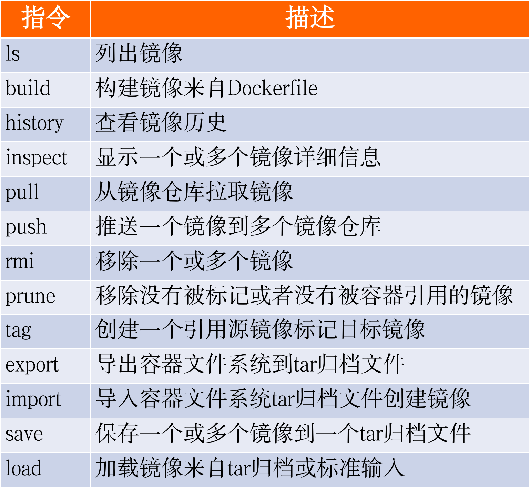 指令 描述
ls 列出镜像
build 构建镜像来自Dockerfile
history 查看镜像历史
inspect 显示一个或多个镜像详细信息
pull 从镜像仓库拉取镜像
push 推送一个镜像到多个镜像仓库
rmi 移除一个或多个镜像
prune 移除没有被标记或者没有被容器引用的镜像
tag 创建一个引用源镜像标记目标镜像
export 导出容器文件系统到tar归档文件
import 导入容器文件系统tar归档文件创建镜像
save 保存一个或多个镜像到一个tar归档文件
load 加载镜像来自tar归档或标准输入